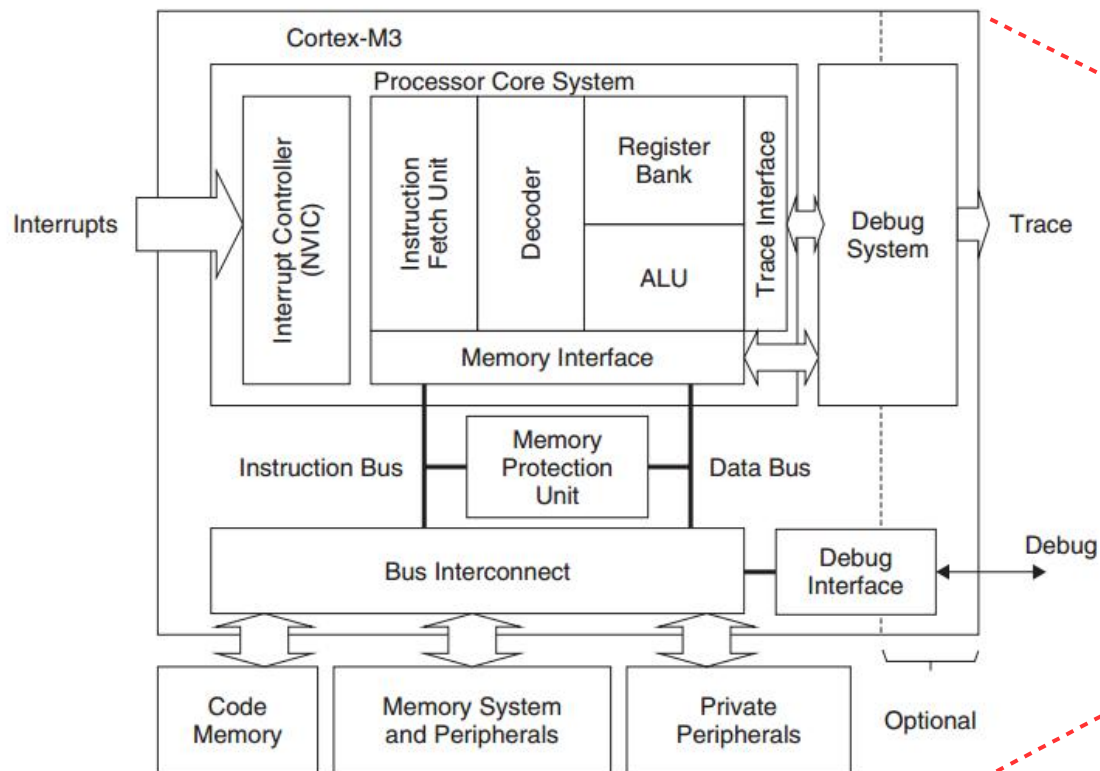 Cortex-M3
Processor Core System
Interrupts
Interrupt Controller
(NVIC)
Instruction
Fetch Unit
Decoder
Register
Bank
ALU
Trace Interface
Memory Interface
Debug
System
Trace
Instruction Bus
Memory
Protection
Unit
Data Bus
Bus Interconnect
Debug
Interface
Debug
Code
Memory
Memory System
and Peripherals
Private
Peripherals
Optional